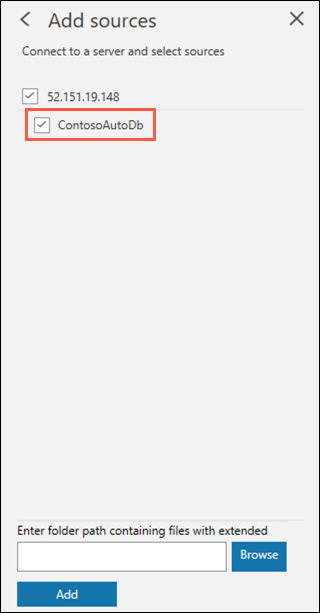 Add sources
Connect to a server and select sources
52.151.19.148
ContosoAutoDb
Enter folder path containing files with extended
Browse
Add